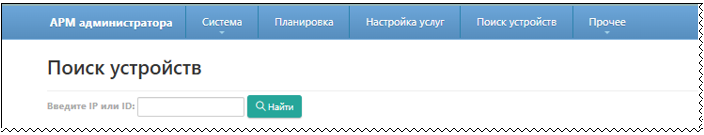 АРМ администратора Система Планировка Настройка услуг Поиск устройств Прочее
Поиск устройств
Введите IP или ID: Найти